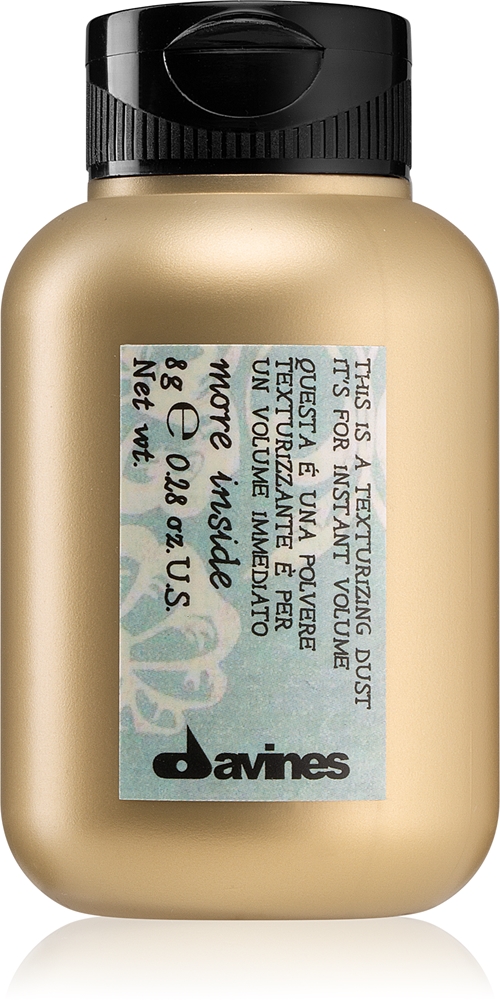 THIS IS A TEXTURIZING DUST
IT'S FOR INSTANT VOLUME
QUESTA É UNA POLVERE
TEXTURIZZANTE É PER
UN VOLUME IMMEDIATO
more inside
8g ℮ 0.28 oz.U.S.
Net wt.
davines